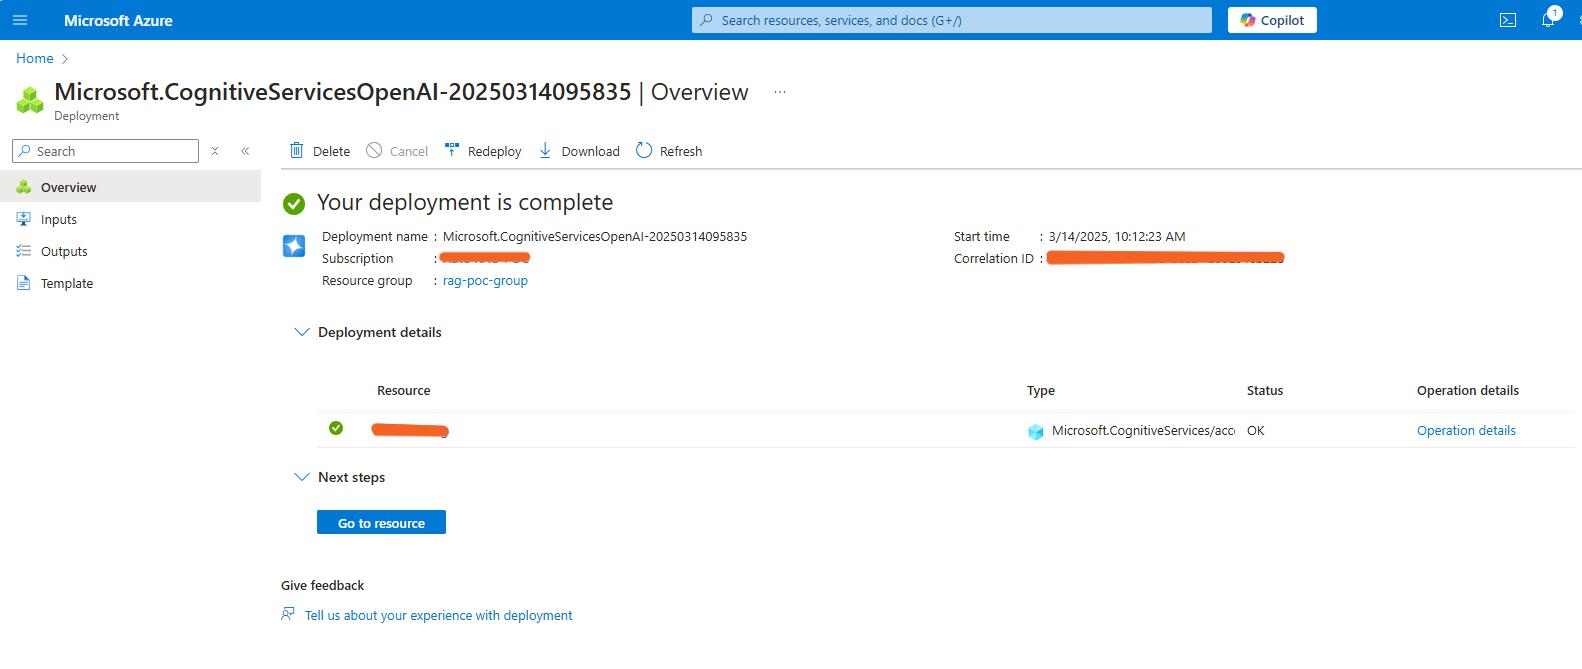 Microsoft Azure
Search resources, services, and docs (G+/)
Copilot
1
Home
Microsoft.CognitiveServicesOpenAI-20250314095835 | Overview ...
Deployment
Search
Delete
Cancel
Redeploy
Download
Refresh
Overview
Inputs
Outputs
Template
Your deployment is complete
Deployment name : Microsoft.CognitiveServicesOpenAI-20250314095835
Subscription :
Resource group : rag-poc-group
Start time : 3/14/2025, 10:12:23 AM
Correlation ID :
Deployment details
Resource Type Status Operation details
Microsoft.CognitiveServices/acc OK Operation details
Next steps
Go to resource
Give feedback
Tell us about your experience with deployment